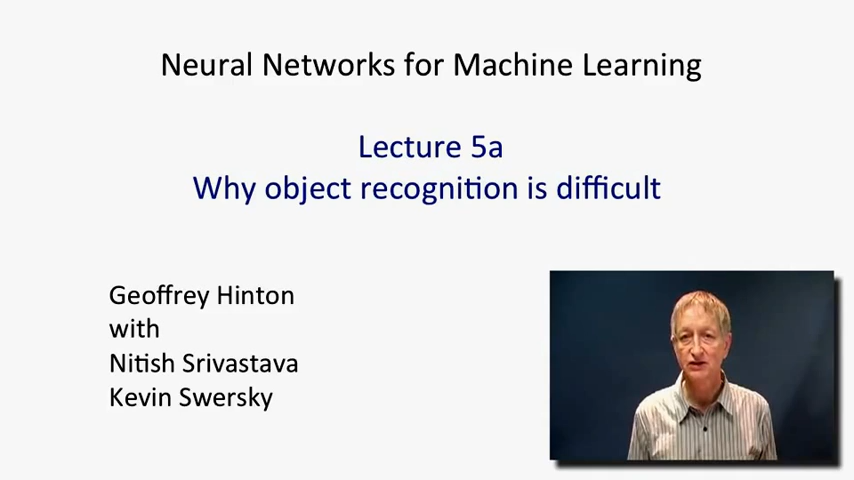 Neural Networks for Machine Learning
Lecture 5a
Why object recognition is difficult
Geoffrey Hinton
with
Nitish Srivastava
Kevin Swersky